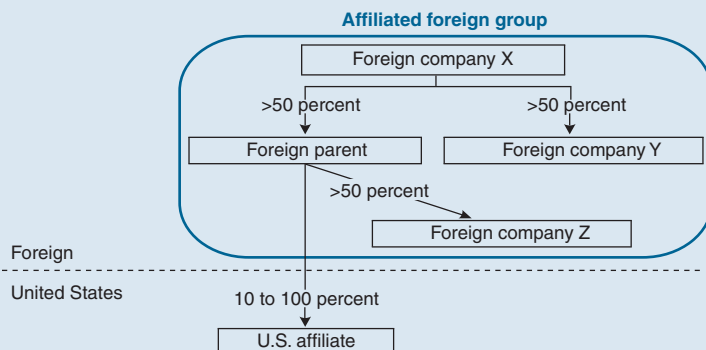 Affiliated foreign group
Foreign company X
>50 percent
>50 percent
Foreign parent
Foreign company Y
>50 percent
Foreign company Z
Foreign
United States
10 to 100 percent
U.S. affiliate